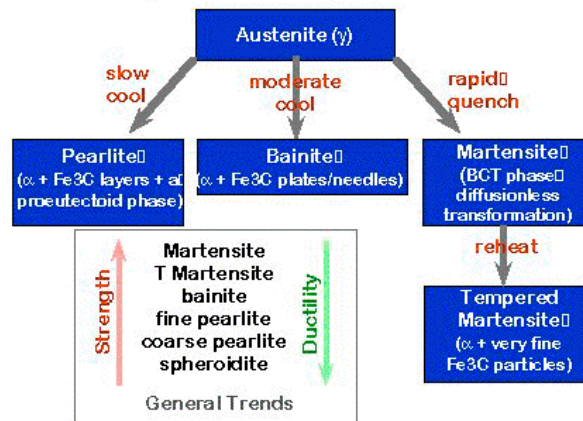 Austenite (γ)
slow
cool
moderate
cool
rapid
quench
Pearlite
(α + Fe3C layers + a
proeutectoid phase)
Bainite
(α + Fe3C plates/needles)
Martensite
(BCT phase
diffusionless
transformation)
reheat
Tempered
Martensite
(α + very fine
Fe3C particles)
Strength
Martensite
T Martensite
bainite
fine pearlite
coarse pearlite
spheroidite
Ductility
General Trends